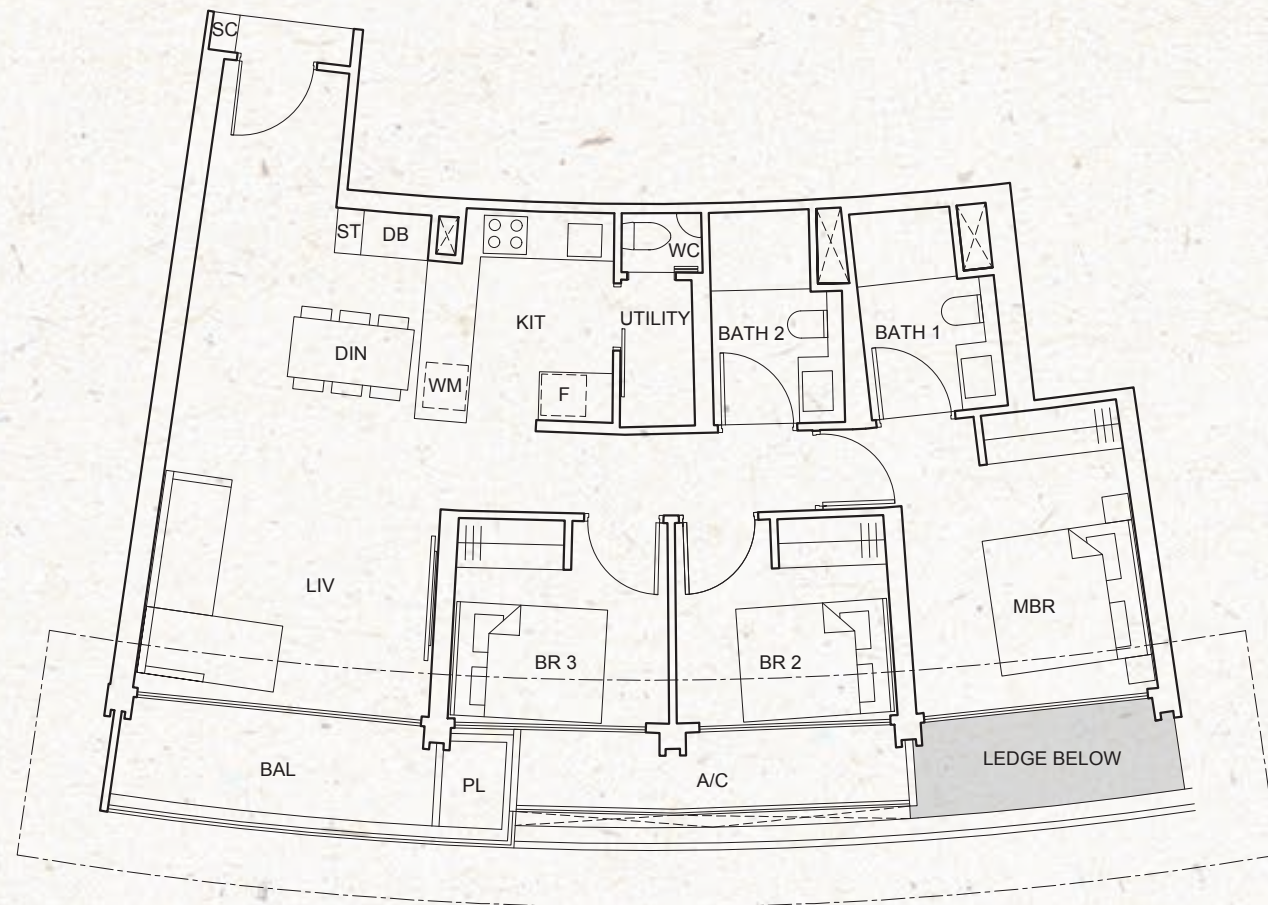 SC
ST
DB
WC
KIT
UTILITY
BATH 2
BATH 1
DIN
WM
F
LIV
MBR
BR 3
BR 2
BAL
PL
A/C
LEDGE BELOW